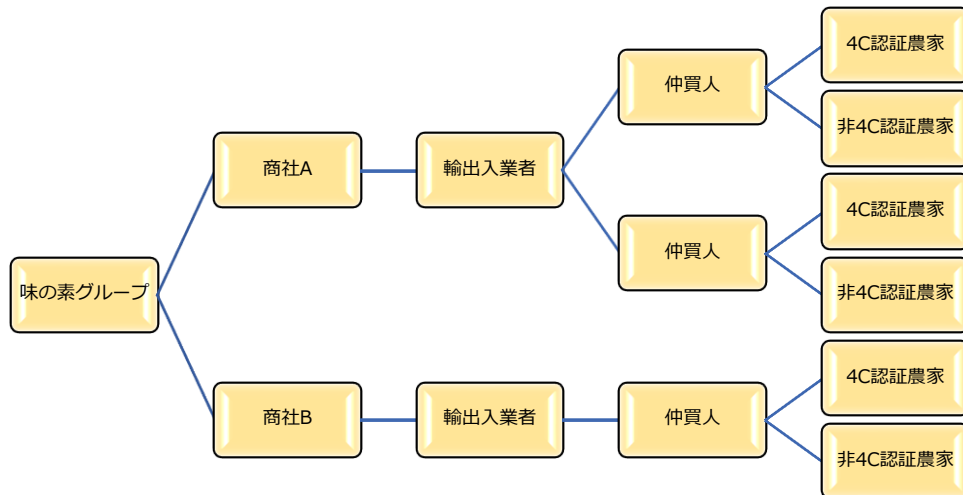 4C認証農家
仲買人
非4C認証農家
商社A
輸出入業者
4C認証農家
仲買人
味の素グループ
非4C認証農家
4C認証農家
商社B
輸出入業者
仲買人
非4C認証農家